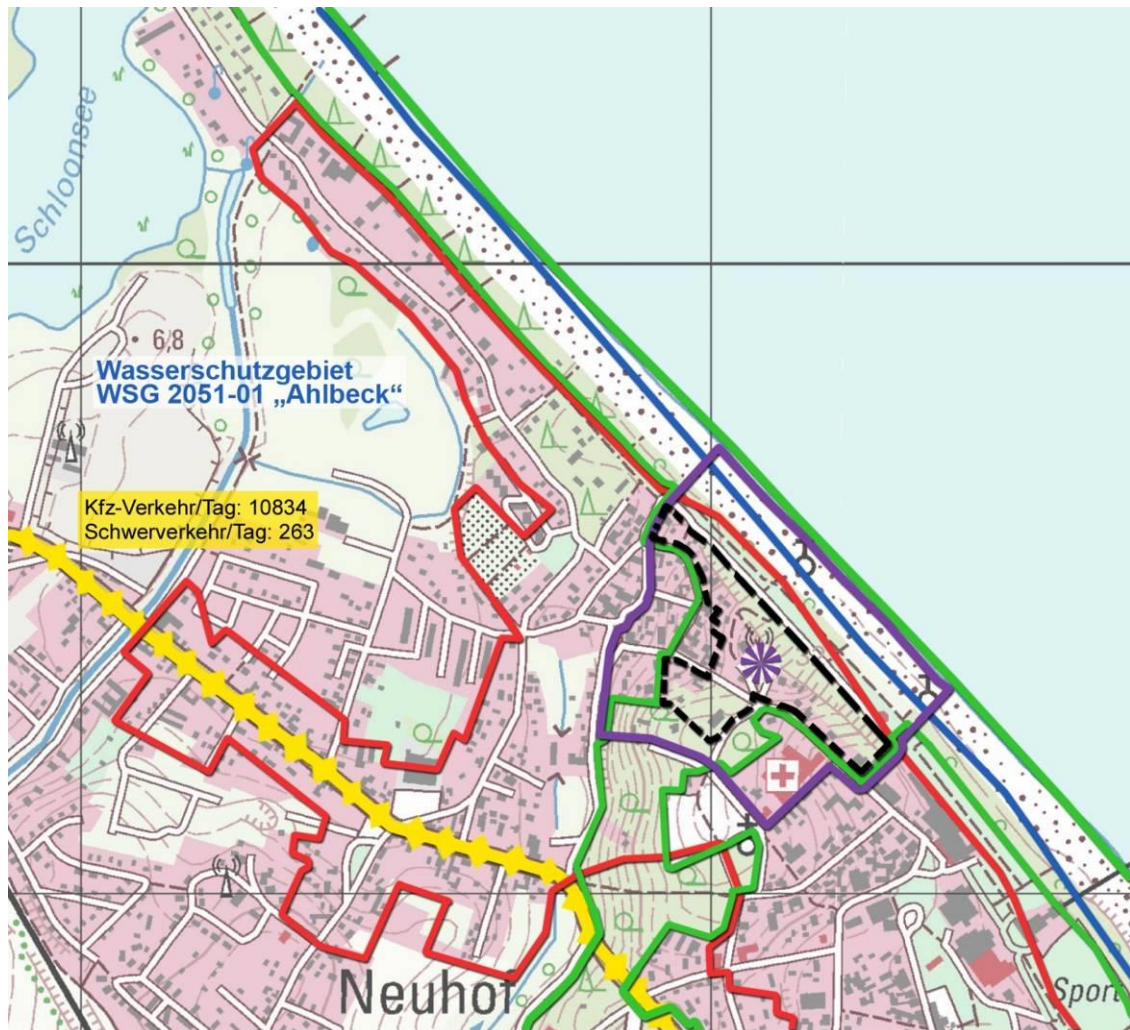 Schloonsee
6,8
Wasserschutzgebiet
WSG 2051-01 „Ahlbeck“
Kfz-Verkehr/Tag: 10834
Schwerverkehr/Tag: 263
Neuhof
Sport